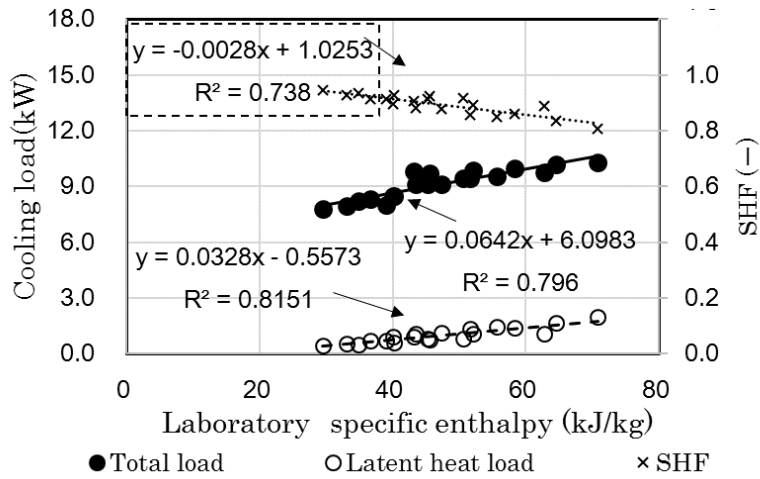 18.0
15.0
12.0
9.0
6.0
3.0
0.0
Cooling load(kW)
y = -0.0028x + 1.0253
R² = 0.738
y = 0.0642x + 6.0983
R² = 0.796
y = 0.0328x - 0.5573
R² = 0.8151
1.0
0.8
0.6
0.4
0.2
0.0
SHF (－)
0 20 40 60 80
Laboratory specific enthalpy (kJ/kg)
Total load Latent heat load SHF